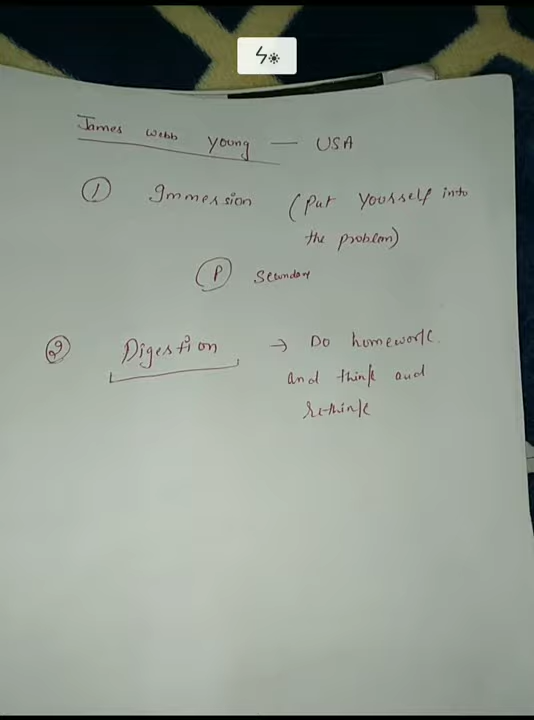 James Webb Young — USA
① Immersion (Put Yourself into
the problem)
Ⓟ Secondary
② Digestion → Do homework.
and think and
Rethink